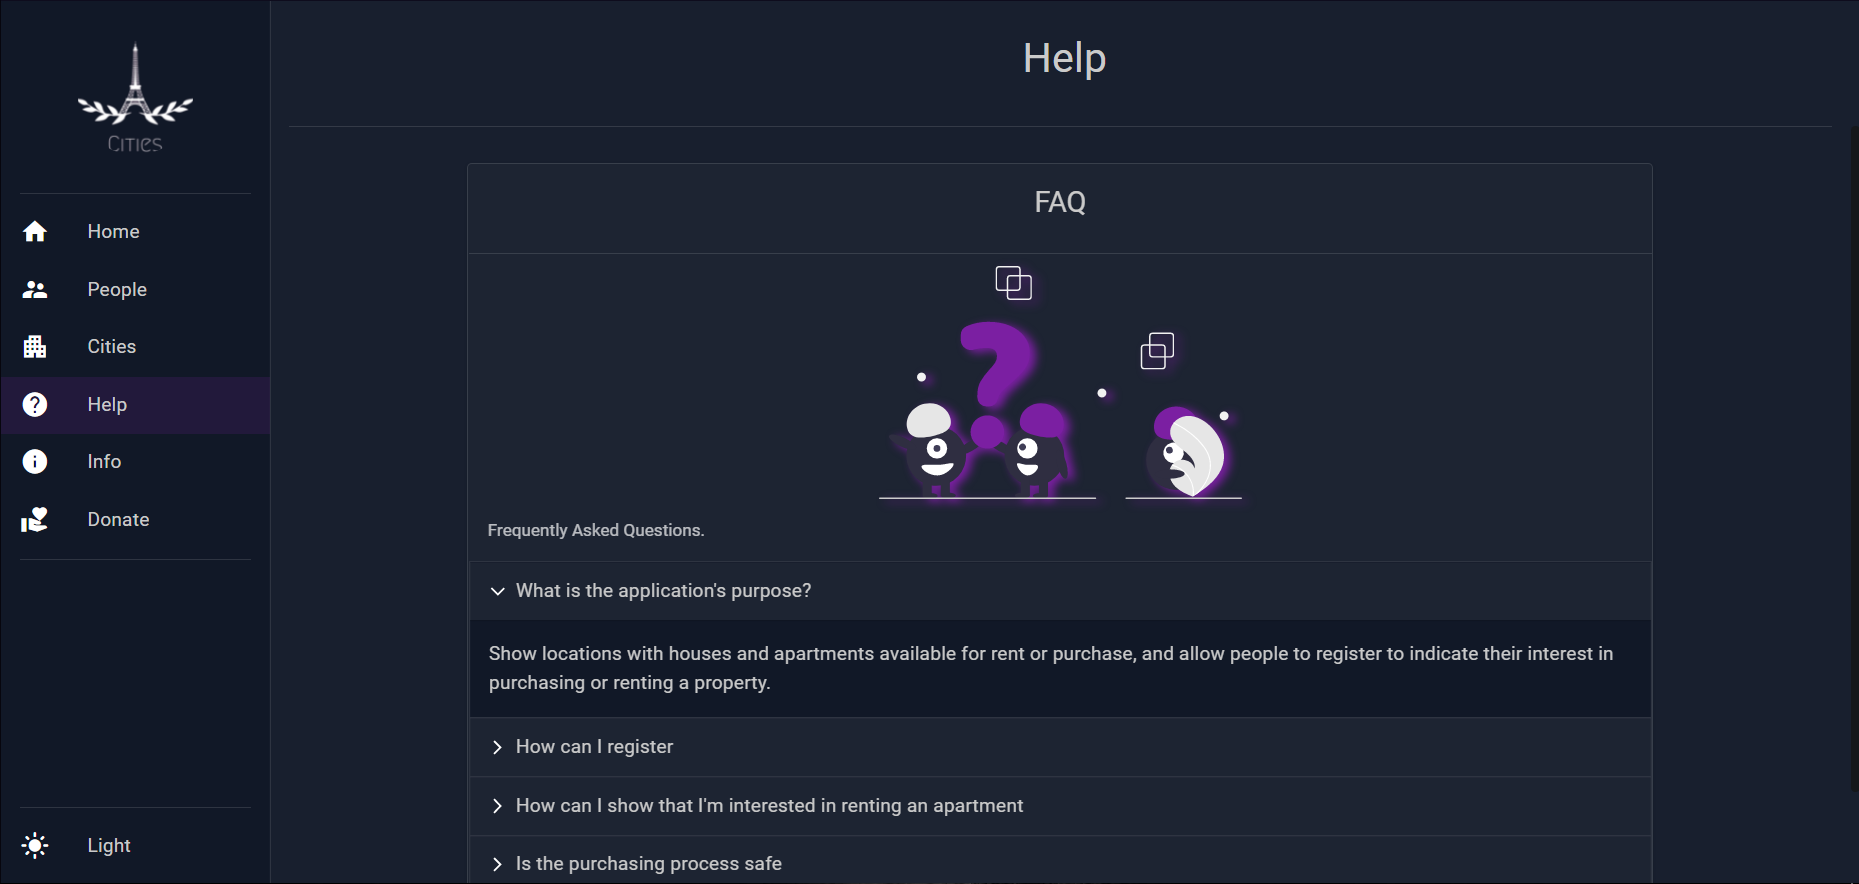 Cities
Home
People
Cities
Help
Info
Donate
Light
Help
FAQ
Frequently Asked Questions.
What is the application's purpose?
Show locations with houses and apartments available for rent or purchase, and allow people to register to indicate their interest in
purchasing or renting a property.
How can I register
How can I show that I'm interested in renting an apartment
Is the purchasing process safe